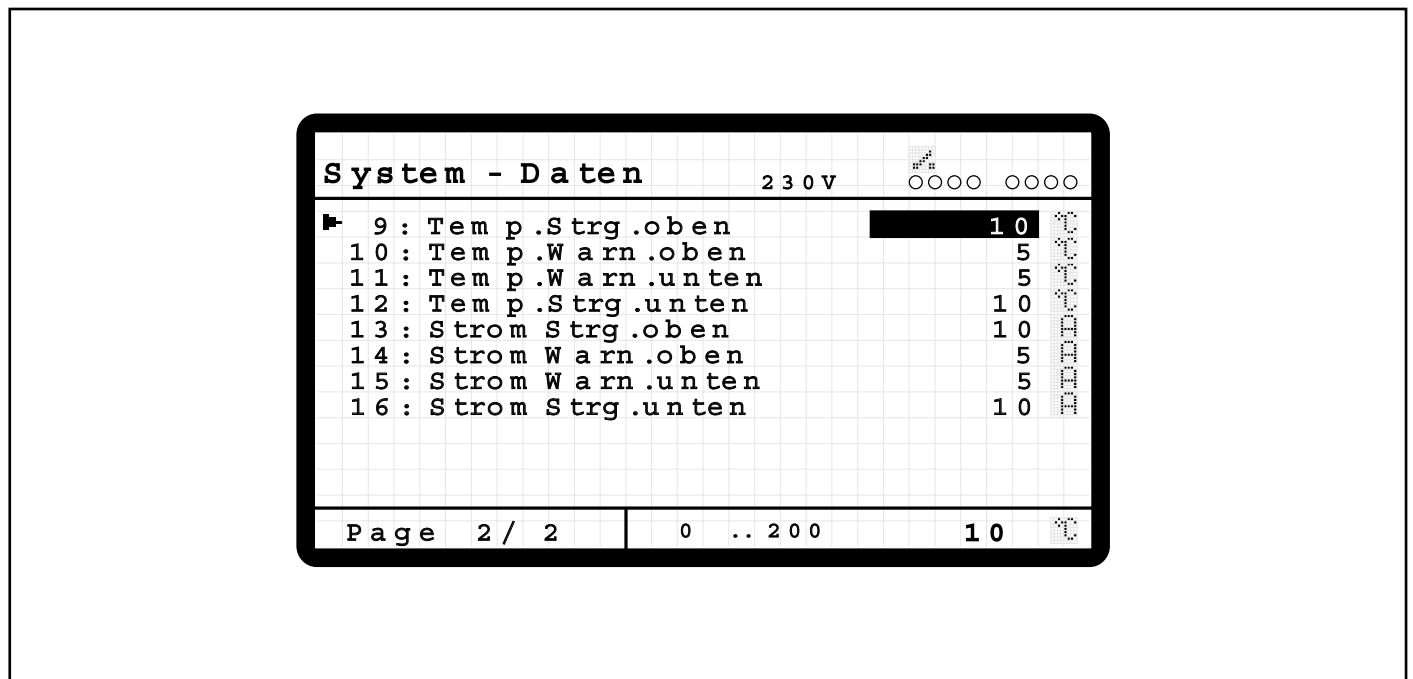 System-Daten 230V % ○○○○ ○○○○
9: Temp.Strg.oben 10 °C
10: Temp.Warn.oben 5 °C
11: Temp.Warn.unten 5 °C
12: Temp.Strg.unten 10 °C
13: Strom Strg.oben 10 A
14: Strom Warn.oben 5 A
15: Strom Warn.unten 5 A
16: Strom Strg.unten 10 A
Page 2/ 2 0 ..200 10 °C